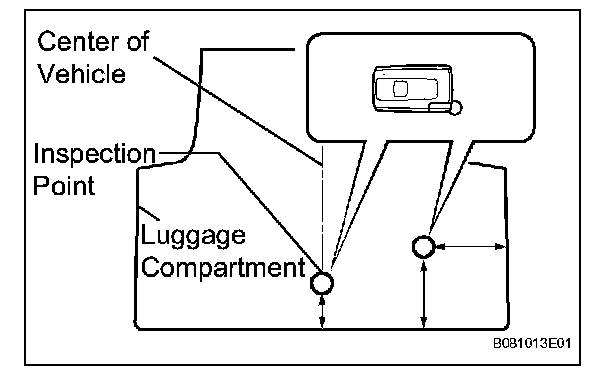 Center of
Vehicle
Inspection
Point
Luggage
Compartment
B081013E01